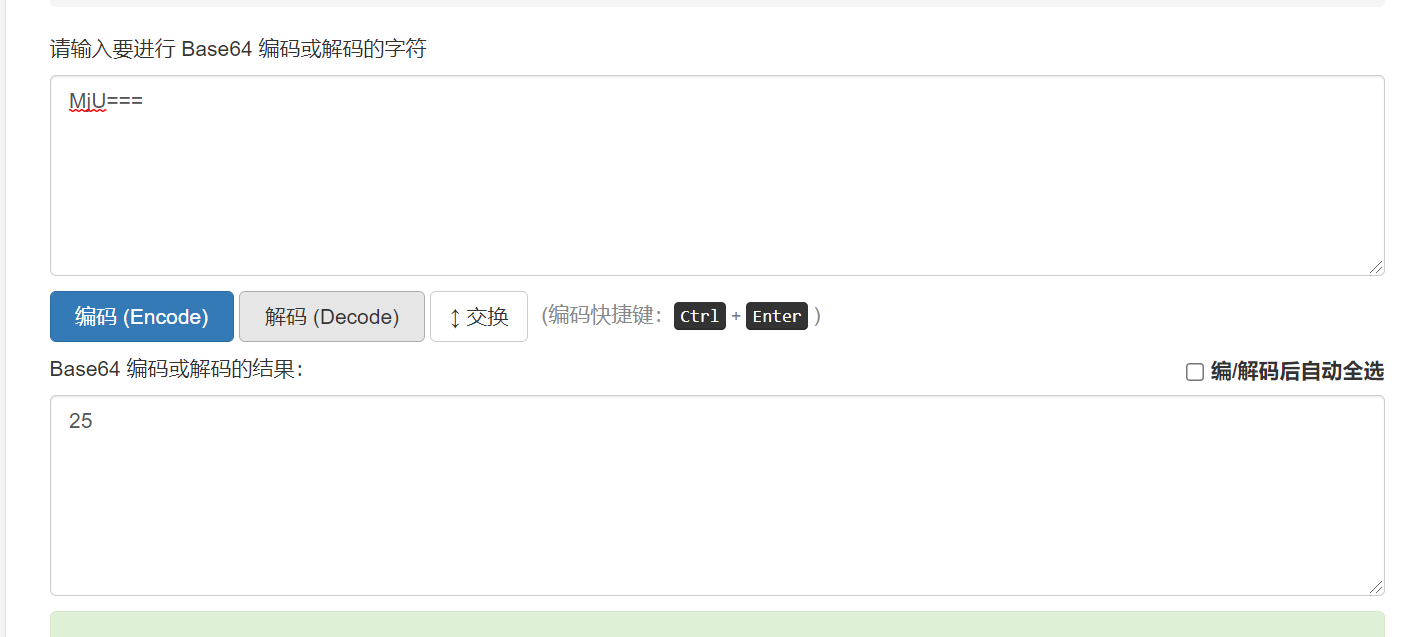 请输入要进行 Base64 编码或解码的字符
MjU===
编码 (Encode) 解码 (Decode) ↕ 交换 (编码快捷键: Ctrl + Enter )
Base64 编码或解码的结果: 编/解码后自动全选
25